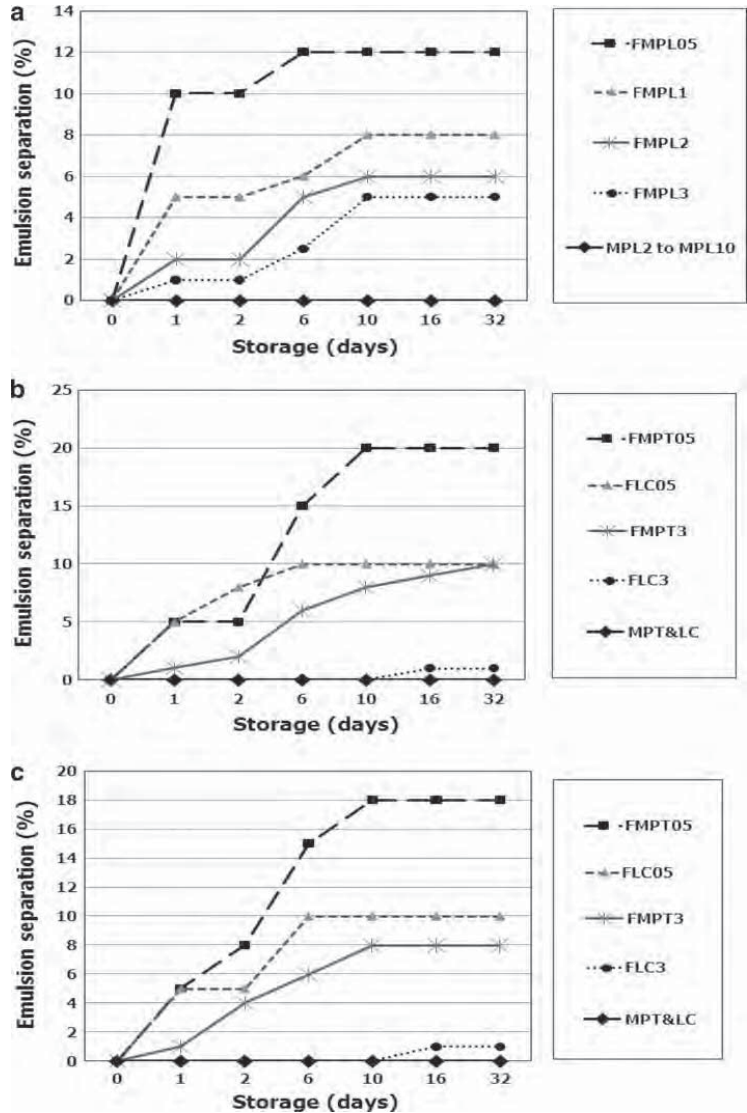 a
Emulsion separation (%)
14
12
10
8
6
4
2
0
0 1 2 6 10 16 32
Storage (days)
-FMPL05
FMPL1
FMPL2
FMPL3
MPL2 to MPL10
b
Emulsion separation (%)
25
20
15
10
5
0
0 1 2 6 10 16 32
Storage (days)
-FMPT05
FLC05
FMPT3
FLC3
MPT&LC
c
Emulsion separation (%)
20
18
16
14
12
10
8
6
4
2
0
0 1 2 6 10 16 32
Storage (days)
-FMPT05
FLC05
FMPT3
FLC3
MPT&LC